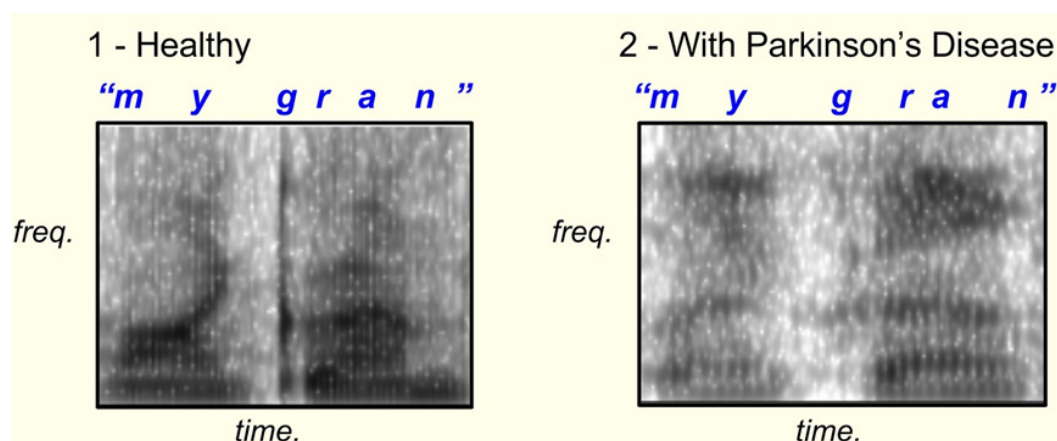 1 - Healthy
“m y g r a n ”
freq.
time.
2 - With Parkinson’s Disease
“m y g r a n ”
freq.
time.